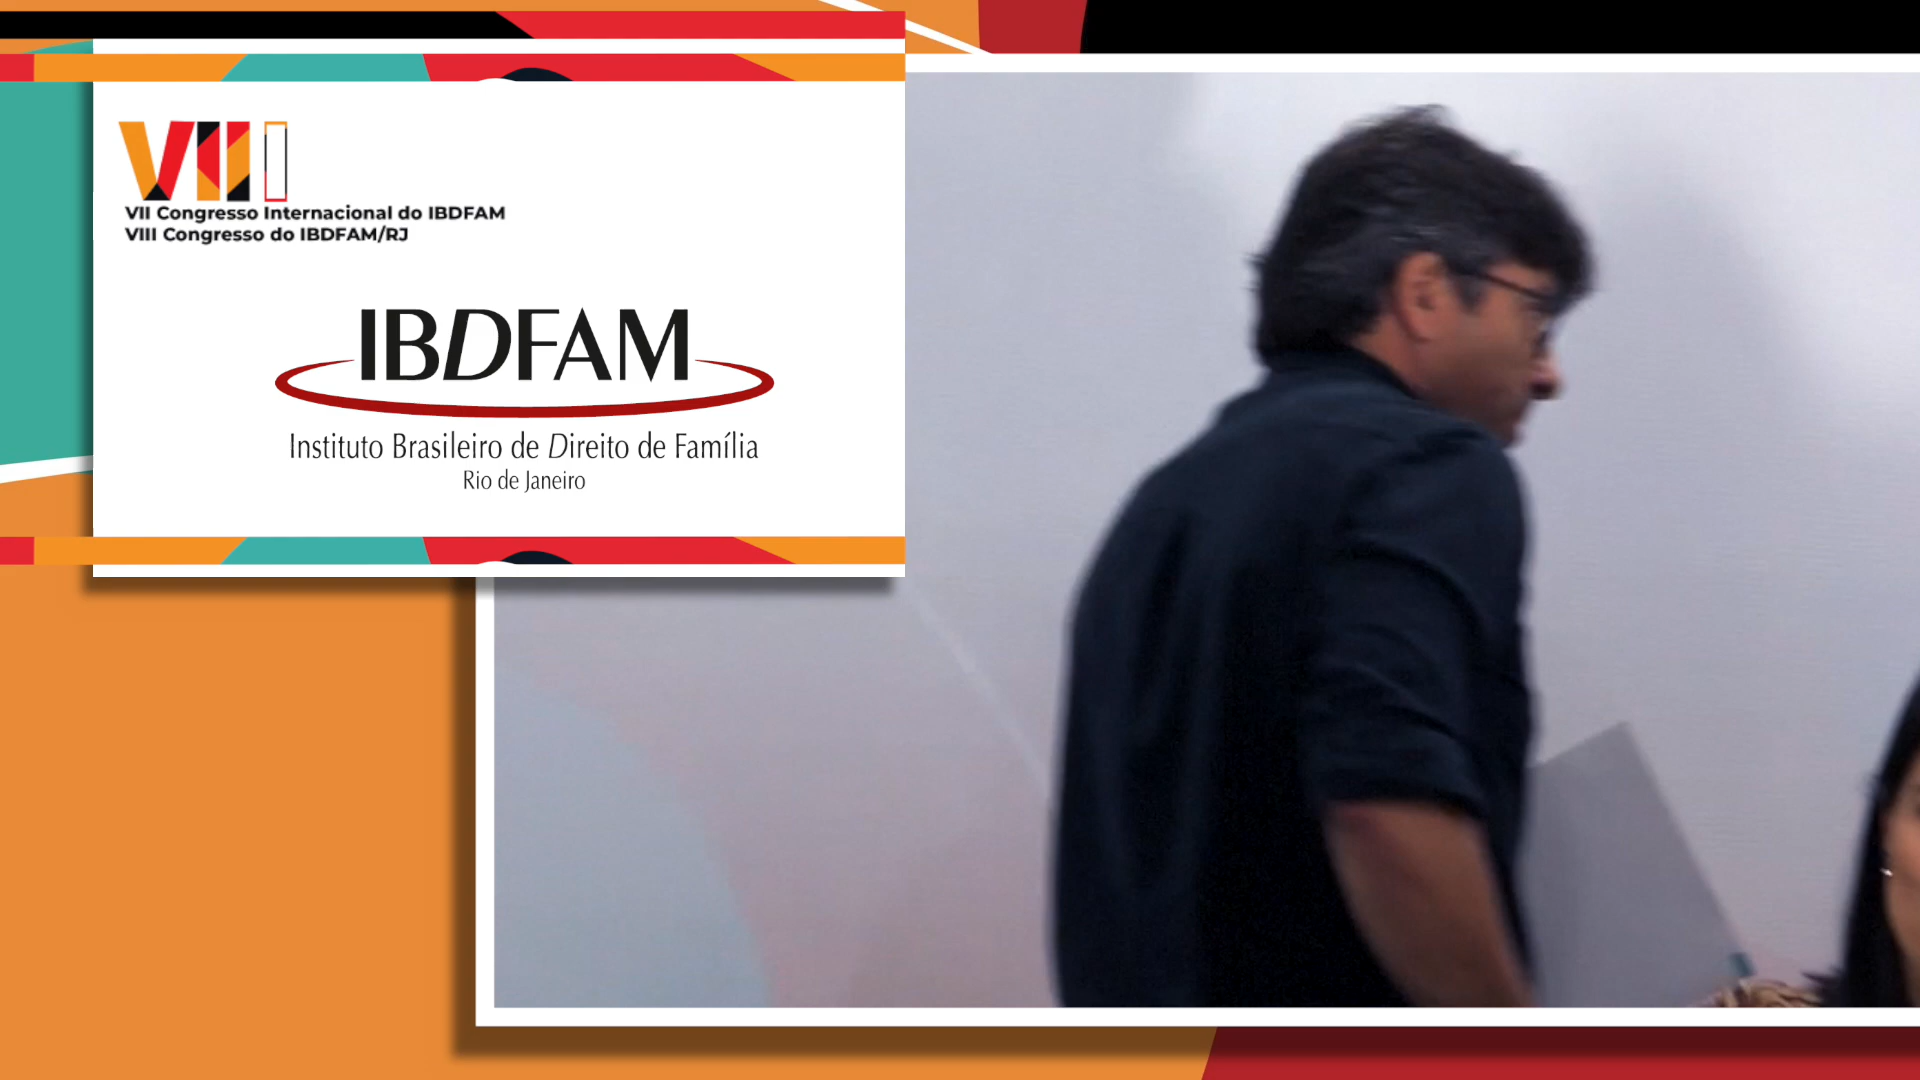 VIII
VII Congresso Internacional do IBDFAM
VIII Congresso do IBDFAM/RJ
IBDFAM
Instituto Brasileiro de Direito de Família
Rio de Janeiro